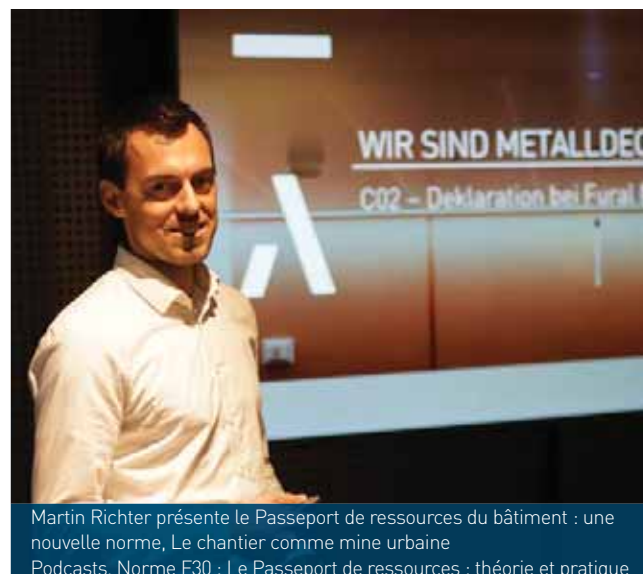 WIR SIND METALLDEC
C02 – Deklaration bei Fural
Martin Richter présente le Passeport de ressources du bâtiment : une
nouvelle norme, Le chantier comme mine urbaine
Podcasts. Norme E30 : Le Passeport de ressources : théorie et pratique